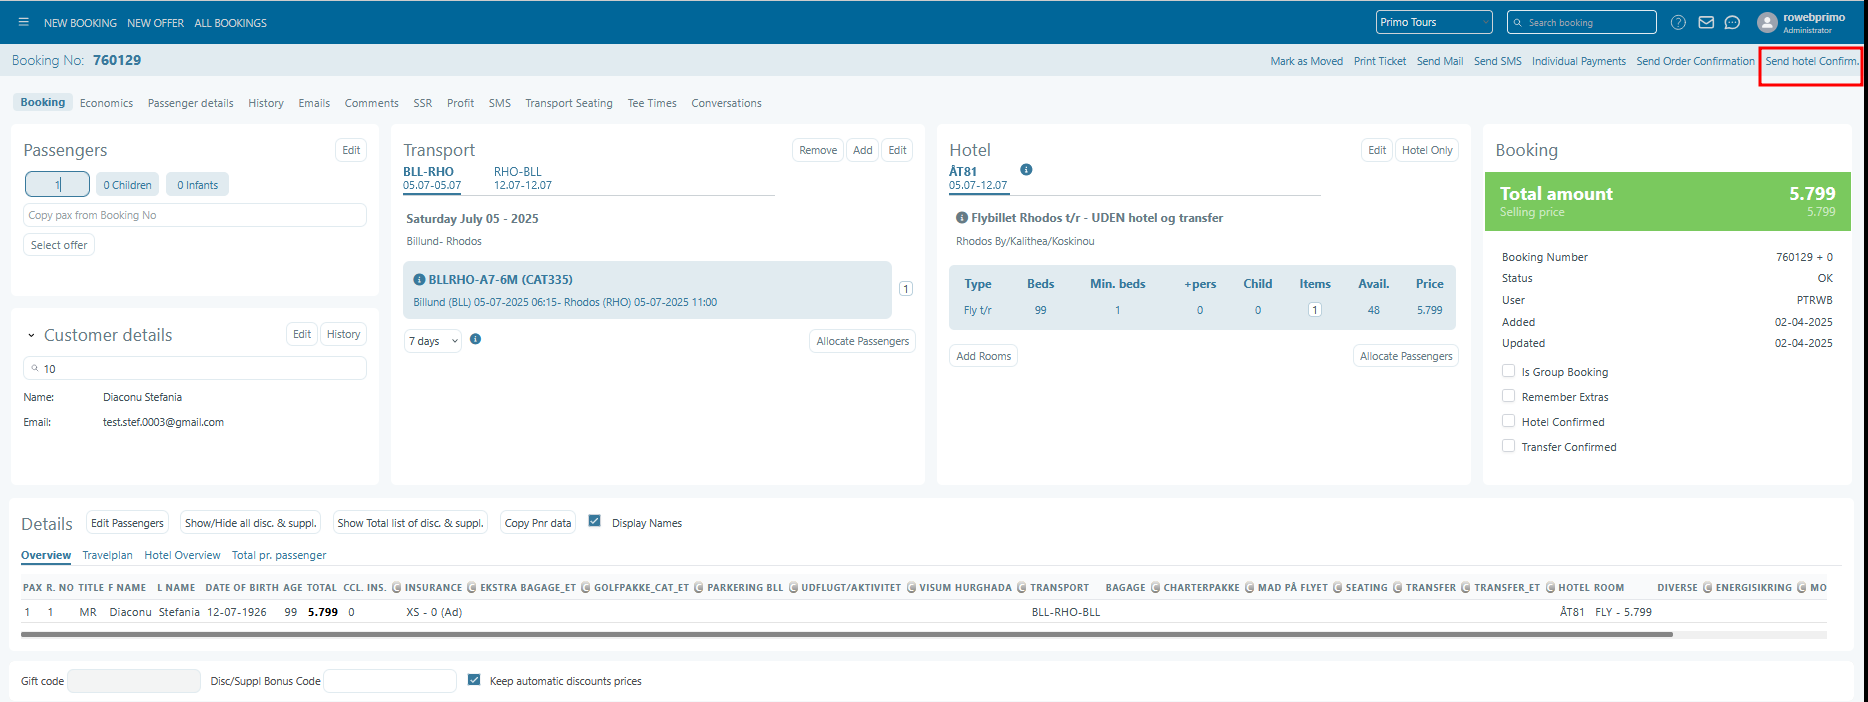 NEW BOOKING NEW OFFER ALL BOOKINGS Primo Tours Search booking rowebprimo
Administrator
Booking No: 760129 Mark as Moved Print Ticket Send Mail Send SMS Individual Payments Send Order Confirmation Send hotel Confirm.
Booking Economics Passenger details History Emails Comments SSR Profit SMS Transport Seating Tee Times Conversations
Passengers Edit
1 0 Children 0 Infants
Copy pax from Booking No
Select offer
Customer details Edit History
10
Name: Diaconu Stefania
Email: test.stef.0003@gmail.com
Transport Remove Add Edit
BLL-RHO RHO-BLL
05.07-05.07 12.07-12.07
Saturday July 05 - 2025
Billund- Rhodos
BLLRHO-A7-6M (CAT335)
Billund (BLL) 05-07-2025 06:15- Rhodos (RHO) 05-07-2025 11:00
1
7 days Allocate Passengers
Hotel Edit Hotel Only
ÅT81
05.07-12.07
Flybillet Rhodos t/r - UDEN hotel og transfer
Rhodos By/Kalithea/Koskinou
Type Beds Min. beds +pers Child Items Avail. Price
Fly t/r 99 1 0 0 1 48 5.799
Add Rooms Allocate Passengers
Booking
Total amount 5.799
Selling price 5.799
Booking Number 760129 + 0
Status OK
User PTRWB
Added 02-04-2025
Updated 02-04-2025
Is Group Booking
Remember Extras
Hotel Confirmed
Transfer Confirmed
Details Edit Passengers Show/Hide all disc. & suppl. Show Total list of disc. & suppl. Copy Pnr data Display Names
Overview Travelplan Hotel Overview Total pr. passenger
PAX R. NO TITLE F NAME L NAME DATE OF BIRTH AGE TOTAL CCL. INS. C INSURANCE C EKSTRA BAGAGE_ET C GOLFPAKKE_CAT_ET C PARKERING BLL C UDFLUGT/AKTIVITET C VISUM HURGHADA C TRANSPORT BAGAGE C CHARTERPAKKE C MAD PÅ FLYET C SEATING C TRANSFER C TRANSFER_ET C HOTEL ROOM DIVERSE C ENERGISIKRING C MO
1 1 MR Diaconu Stefania 12-07-1926 99 5.799 0 XS - 0 (Ad) BLL-RHO-BLL ÅT81 FLY - 5.799
Gift code Disc/Suppl Bonus Code Keep automatic discounts prices